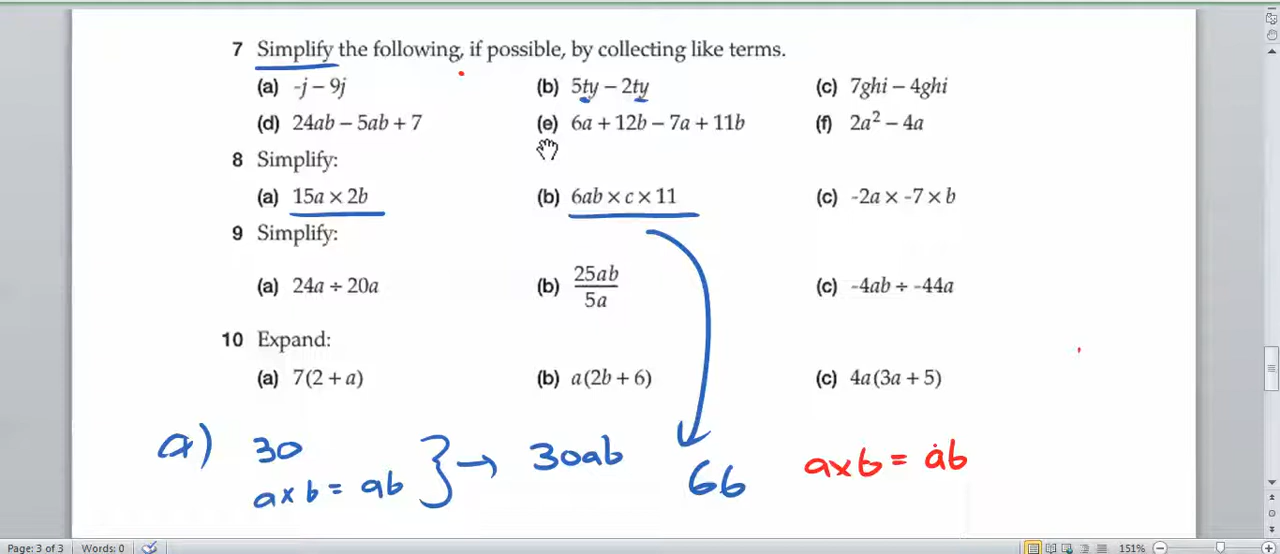 7 Simplify the following, if possible, by collecting like terms.
(a) -j − 9j (b) 5ty − 2ty (c) 7ghi − 4ghi
(d) 24ab − 5ab + 7 (e) 6a + 12b − 7a + 11b (f) 2a² − 4a
8 Simplify:
(a) 15a × 2b (b) 6ab × c × 11 (c) -2a × -7 × b
9 Simplify:
(a) 24a ÷ 20a (b) 25ab/5a (c) -4ab ÷ -44a
10 Expand:
(a) 7(2 + a) (b) a(2b + 6) (c) 4a(3a + 5)
a) 30
a×b = ab } → 30ab
66
a×b = ab
Page: 3 of 3 Words: 0 151%